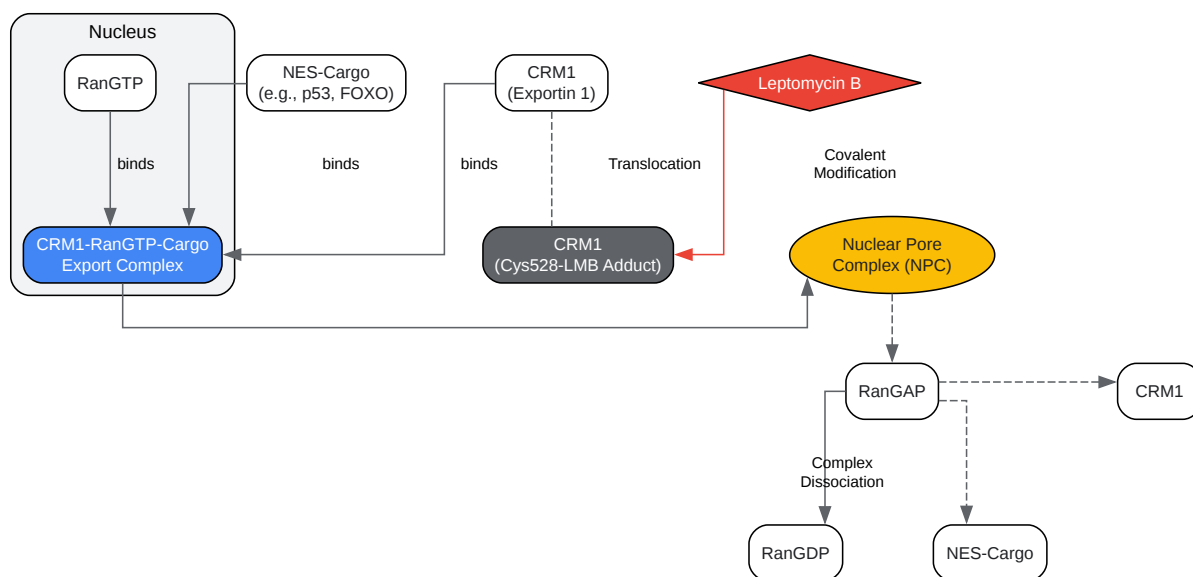 Nucleus
RanGTP
NES-Cargo
(e.g., p53, FOXO)
CRM1
(Exportin 1)
Leptomycin B
binds
binds
binds
Translocation
Covalent
Modification
CRM1-RanGTP-Cargo
Export Complex
CRM1
(Cys528-LMB Adduct)
Nuclear Pore
Complex (NPC)
RanGAP
CRM1
Complex
Dissociation
RanGDP
NES-Cargo